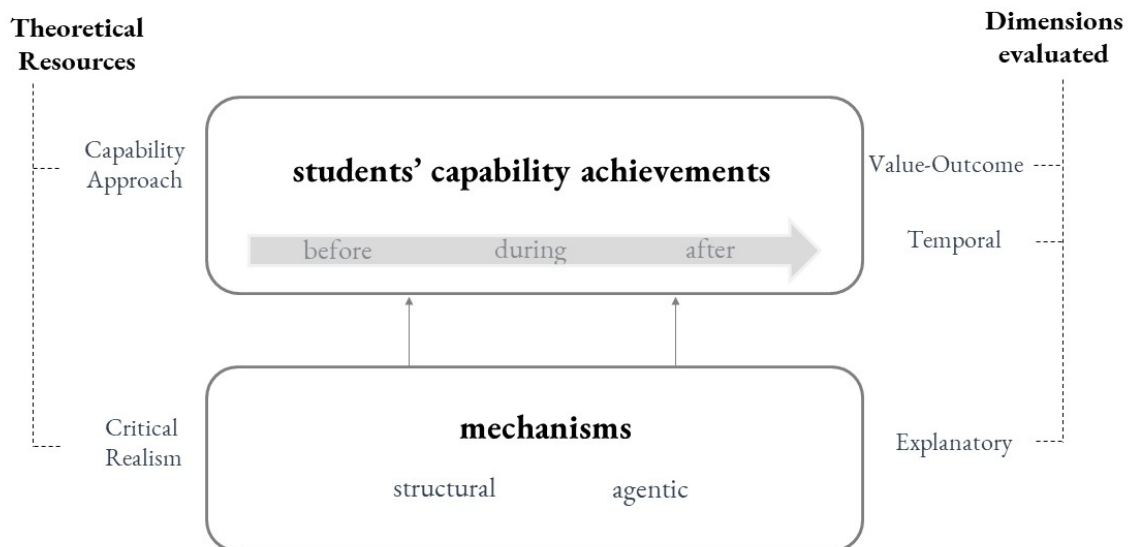 Theoretical
Resources
Dimensions
evaluated
Capability
Approach
students’ capability achievements
Value-Outcome
before during after
Temporal
Critical
Realism
mechanisms
Explanatory
structural agentic